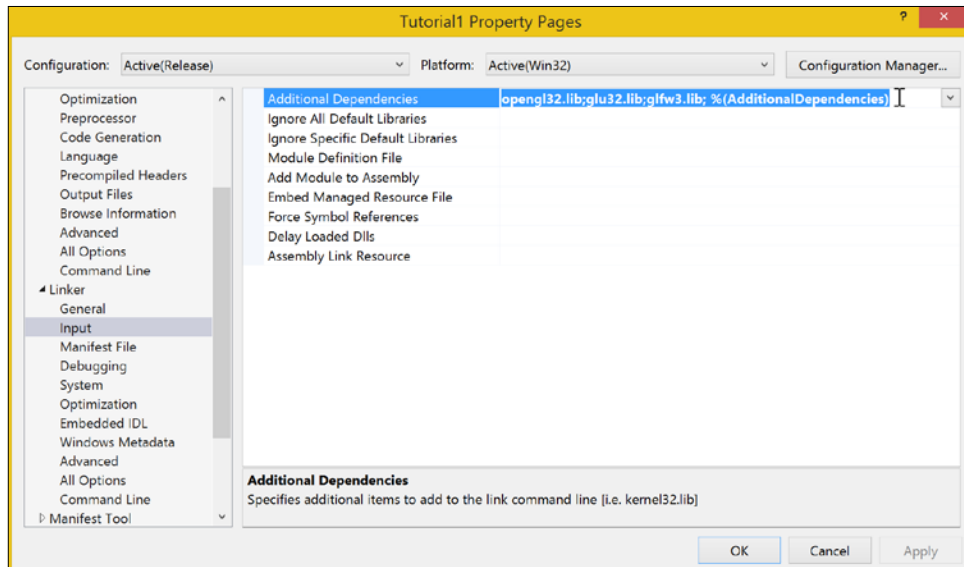 Tutorial1 Property Pages
? ×
Configuration: Active(Release) Platform: Active(Win32) Configuration Manager...
Optimization
Preprocessor
Code Generation
Language
Precompiled Headers
Output Files
Browse Information
Advanced
All Options
Command Line
Linker
General
Input
Manifest File
Debugging
System
Optimization
Embedded IDL
Windows Metadata
Advanced
All Options
Command Line
Manifest Tool
Additional Dependencies opengl32.lib;glu32.lib;glfw3.lib; %(AdditionalDependencies)
Ignore All Default Libraries
Ignore Specific Default Libraries
Module Definition File
Add Module to Assembly
Embed Managed Resource File
Force Symbol References
Delay Loaded Dlls
Assembly Link Resource
Additional Dependencies
Specifies additional items to add to the link command line [i.e. kernel32.lib]
OK Cancel Apply